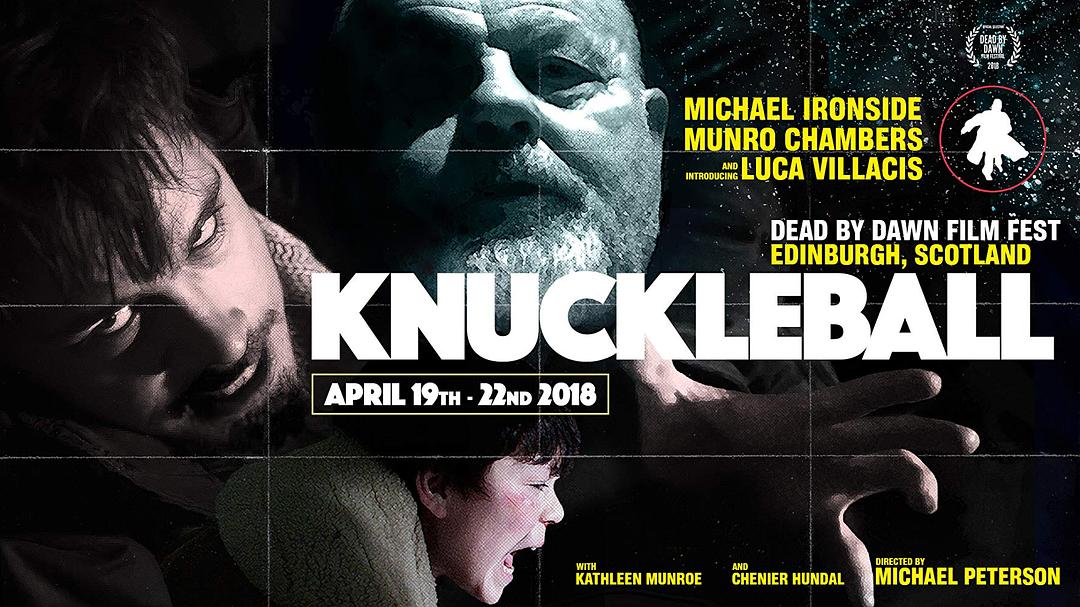 OFFICIAL SELECTION
DEAD BY
DAWN
FILM FESTIVAL
2018
MICHAEL IRONSIDE
MUNRO CHAMBERS
AND
INTRODUCING LUCA VILLACIS
DEAD BY DAWN FILM FEST
EDINBURGH, SCOTLAND
KNUCKLEBALL
APRIL 19TH - 22ND 2018
WITH
KATHLEEN MUNROE
AND
CHENIER HUNDAL
DIRECTED BY
MICHAEL PETERSON